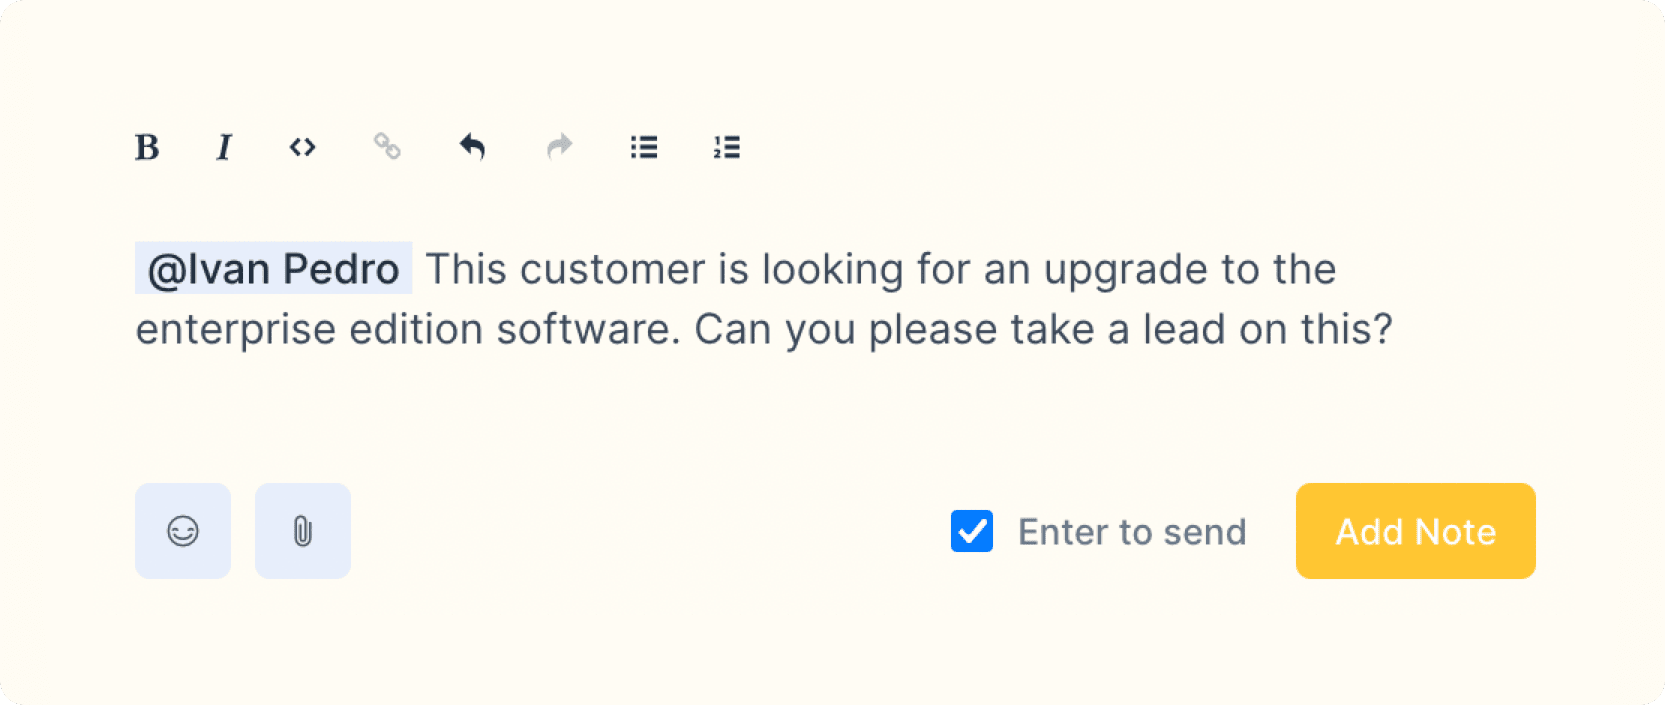 B I
@Ivan Pedro This customer is looking for an upgrade to the
enterprise edition software. Can you please take a lead on this?
Enter to send
Add Note